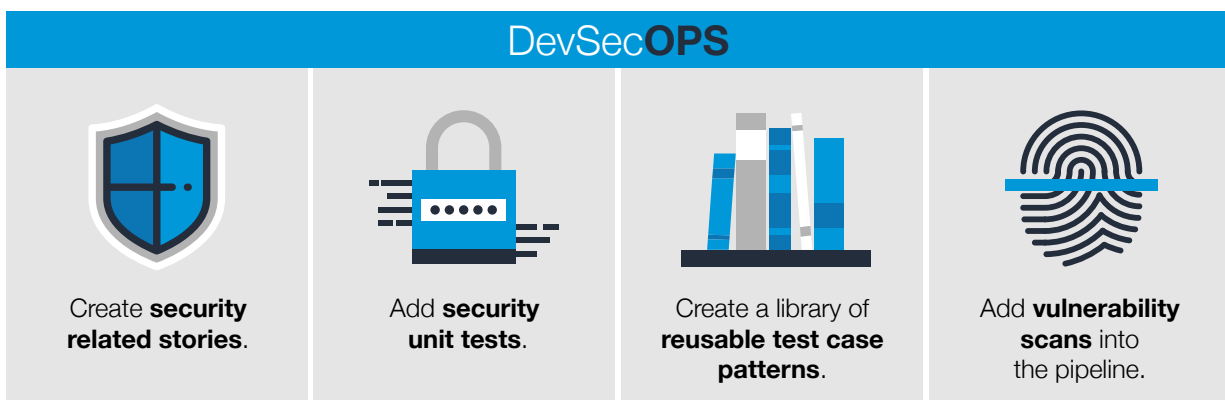 DevSecOPS
Create security
related stories.
Add security
unit tests.
Create a library of
reusable test case
patterns.
Add vulnerability
scans into
the pipeline.